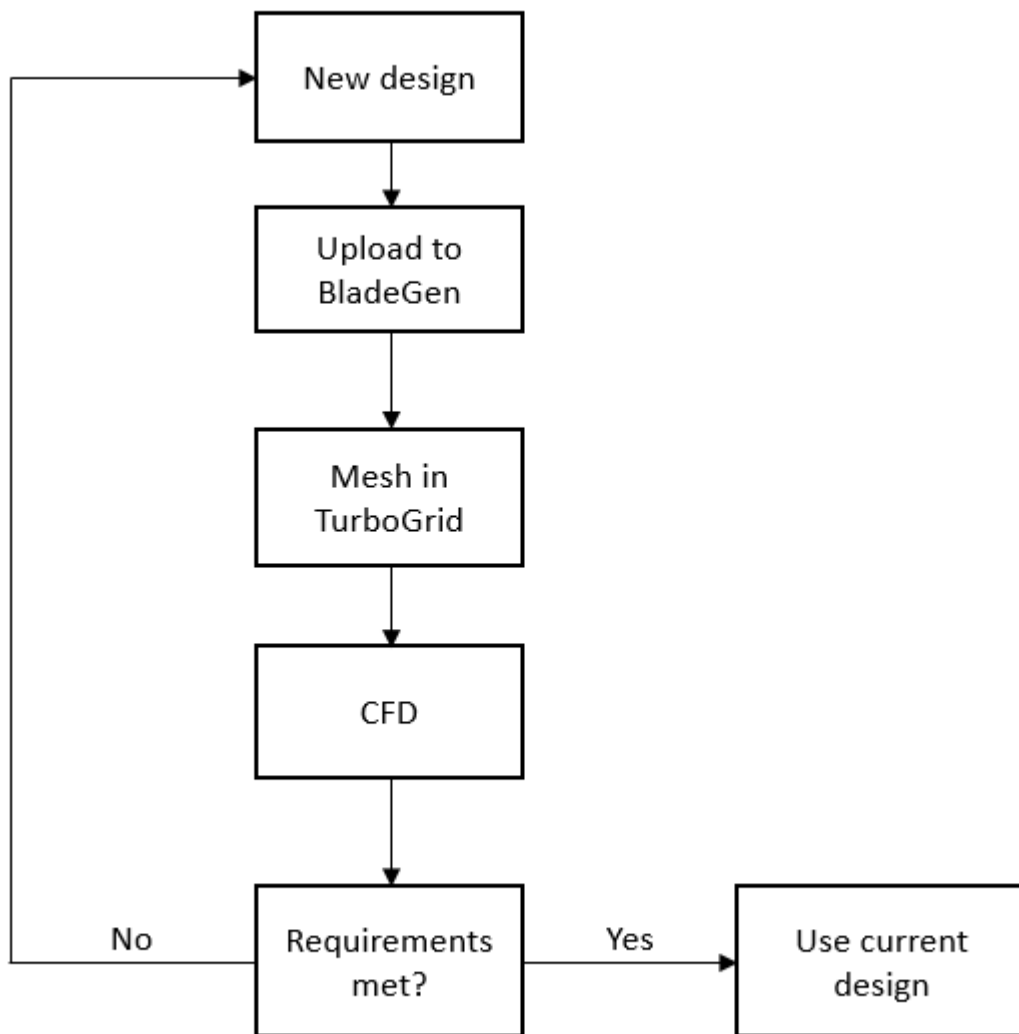 New design
Upload to
BladeGen
Mesh in
TurboGrid
CFD
No
Requirements
met?
Yes
Use current
design